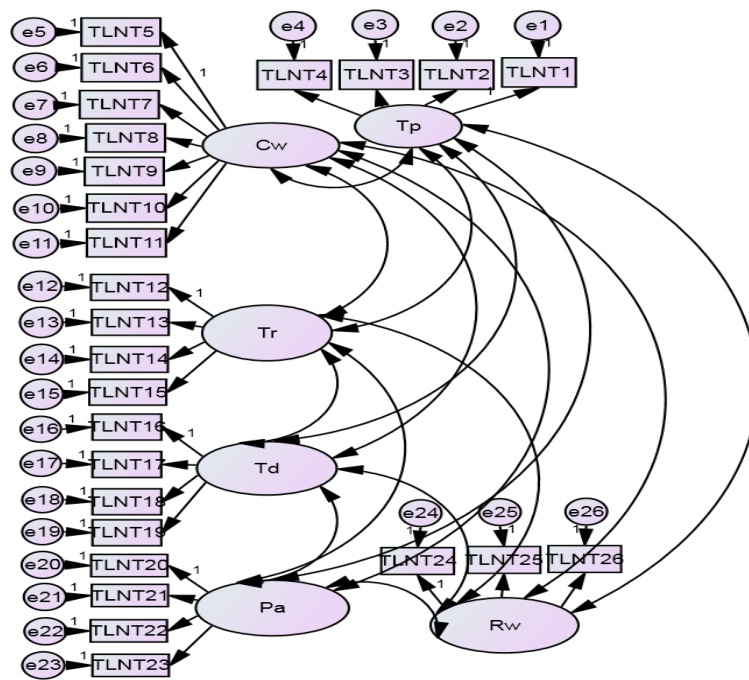 e4 e3 e2 e1
1 1 1 1
TLNT4 TLNT3 TLNT2 TLNT1
1
Tp
e5 1 TLNT5
e6 1 TLNT6
1
e7 1 TLNT7
e8 1 TLNT8
Cw
e9 1 TLNT9
e10 1 TLNT10
e11 1 TLNT11
e12 1 TLNT12
1
e13 1 TLNT13
Tr
e14 1 TLNT14
e15 1 TLNT15
e16 1 TLNT16
1
e17 1 TLNT17
Td
e18 1 TLNT18
e19 1 TLNT19
e20 1 TLNT20
1
e21 1 TLNT21
Pa
e22 1 TLNT22
e23 1 TLNT23
e24 e25 e26
1 1 1
TLNT24 TLNT25 TLNT26
1
Rw